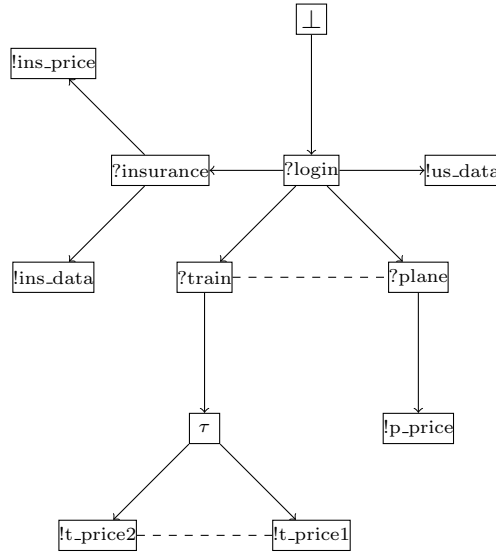 ⊥
!ins_price
?insurance
?login
!us_data
!ins_data
?train
?plane
τ
!p_price
!t_price2
!t_price1